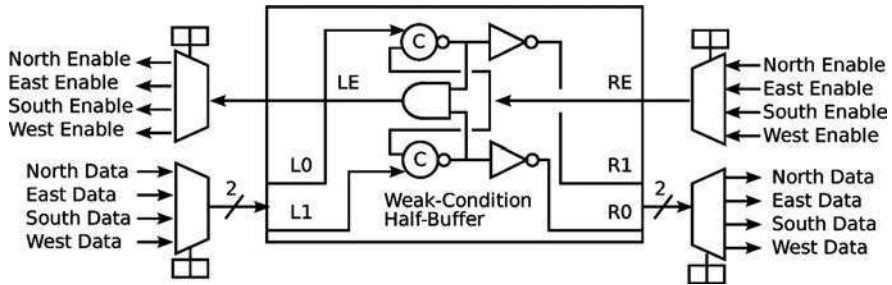 North Enable
East Enable
South Enable
West Enable
North Data
East Data
South Data
West Data
2
LE
L0
L1
C
C
Weak-Condition
Half-Buffer
RE
R1
R0
2
North Enable
East Enable
South Enable
West Enable
North Data
East Data
South Data
West Data